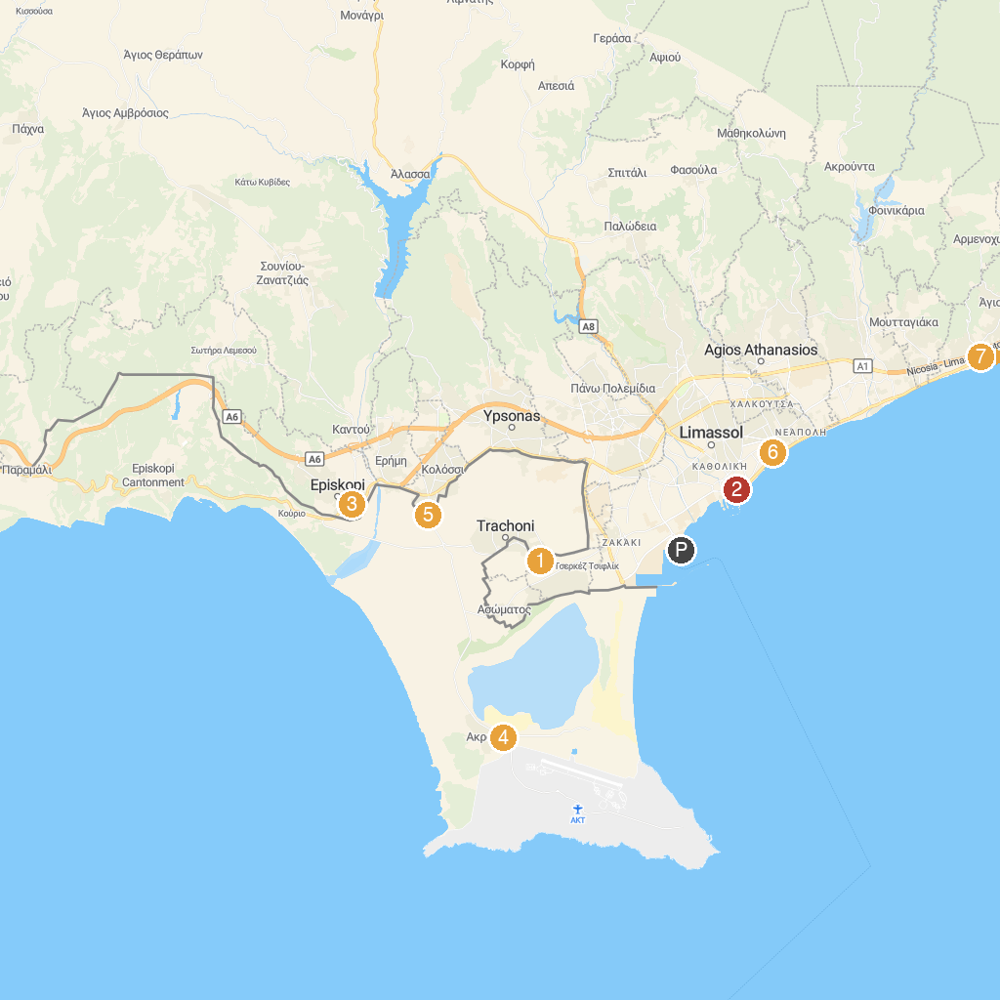 Κισσούσα
Μονάγρι
Γεράσα
Αψιού
Άγιος Θεράπων
Κορφή
Απεσιά
Άγιος Αμβρόσιος
Πάχνα
Μαθηκολώνη
Άλασσα
Κάτω Κυβίδες
Σπιτάλι
Φασούλα
Ακρούντα
Φοινικάρια
Παλώδεια
Αρμενοχώ
Σουνίου-
Ζανατζιάς
A8
Μουτταγιάκα
Σωτήρα Λεμεσού
Agios Athanasios
A1
Nicosia - Lima
7
Πάνω Πολεμίδια
ΧΑΛΚΟΥΤΣΑ
A6
Ypsonas
Καντού
Limassol
ΝΕΑΠΟΛΗ
A6
Ερήμη
6
Παραμάλι
Episkopi
Cantonment
Κολόσσι
ΚΑΘΟΛΙΚΗ
Episkopi
2
3
Κούριο
5
Trachoni
ΖΑΚΑΚΙ
P
1
Τσερκέζ Τσιφλίκ
Ασώματος
Ακρ
4
AKT